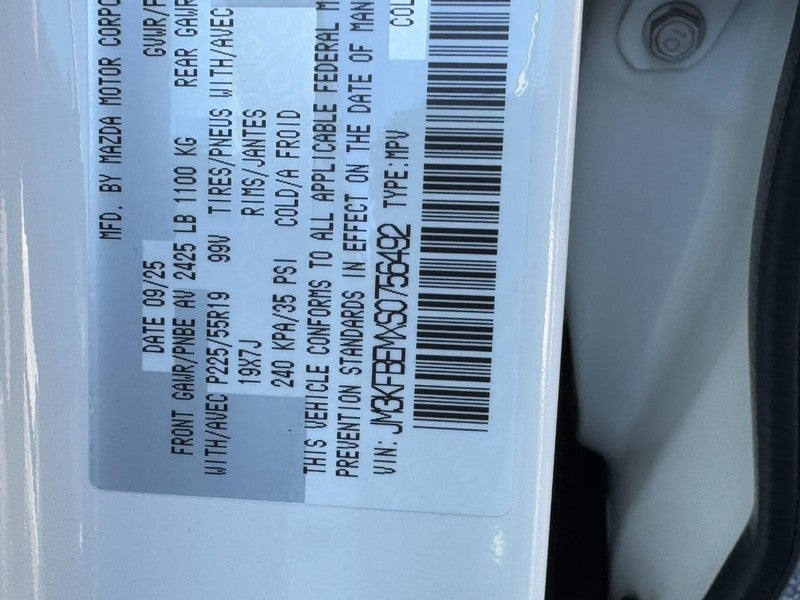 MFD. BY MAZDA MOTOR CORPO
DATE 09/25 GVWR/P
FRONT GAWR/PNBE AV 2425 LB 1100 KG REAR GAWR
WITH/AVEC P225/55R19 99V TIRES/PNEUS WITH/AVEC
19X7J RIMS/JANTES
240 KPA/35 PSI COLD/A FROID
THIS VEHICLE CONFORMS TO ALL APPLICABLE FEDERAL M
PREVENTION STANDARDS IN EFFECT ON THE DATE OF MAN
VIN: JM3KFBEMXS0756492 TYPE:MPV COL